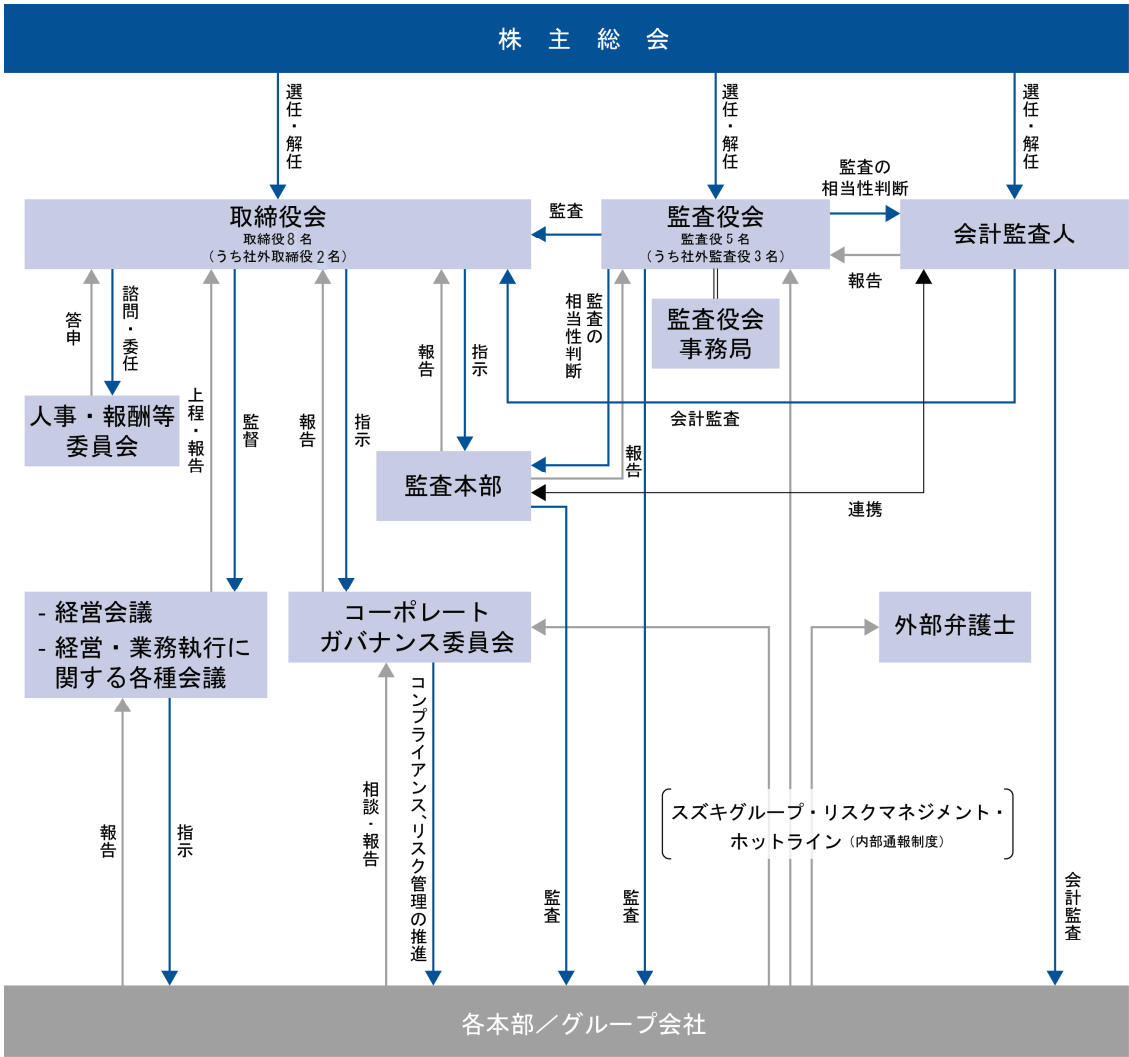 株主総会
選任・解任
選任・解任
選任・解任
取締役会
取締役8名
（うち社外取締役2名）
監査
監査役会
監査役5名
（うち社外監査役3名）
監査の
相当性判断
会計監査人
報告
監査役会
事務局
答申
諮問・委任
人事・報酬等
委員会
上程・報告
監督
報告
指示
報告
指示
監査の
相当性判断
報告
会計監査
監査本部
連携
- 経営会議
- 経営・業務執行に
関する各種会議
コーポレート
ガバナンス委員会
外部弁護士
報告
指示
相談・報告
コンプライアンス、リスク管理の推進
監査
監査
スズキグループ・リスクマネジメント・
ホットライン（内部通報制度）
会計監査
各本部／グループ会社